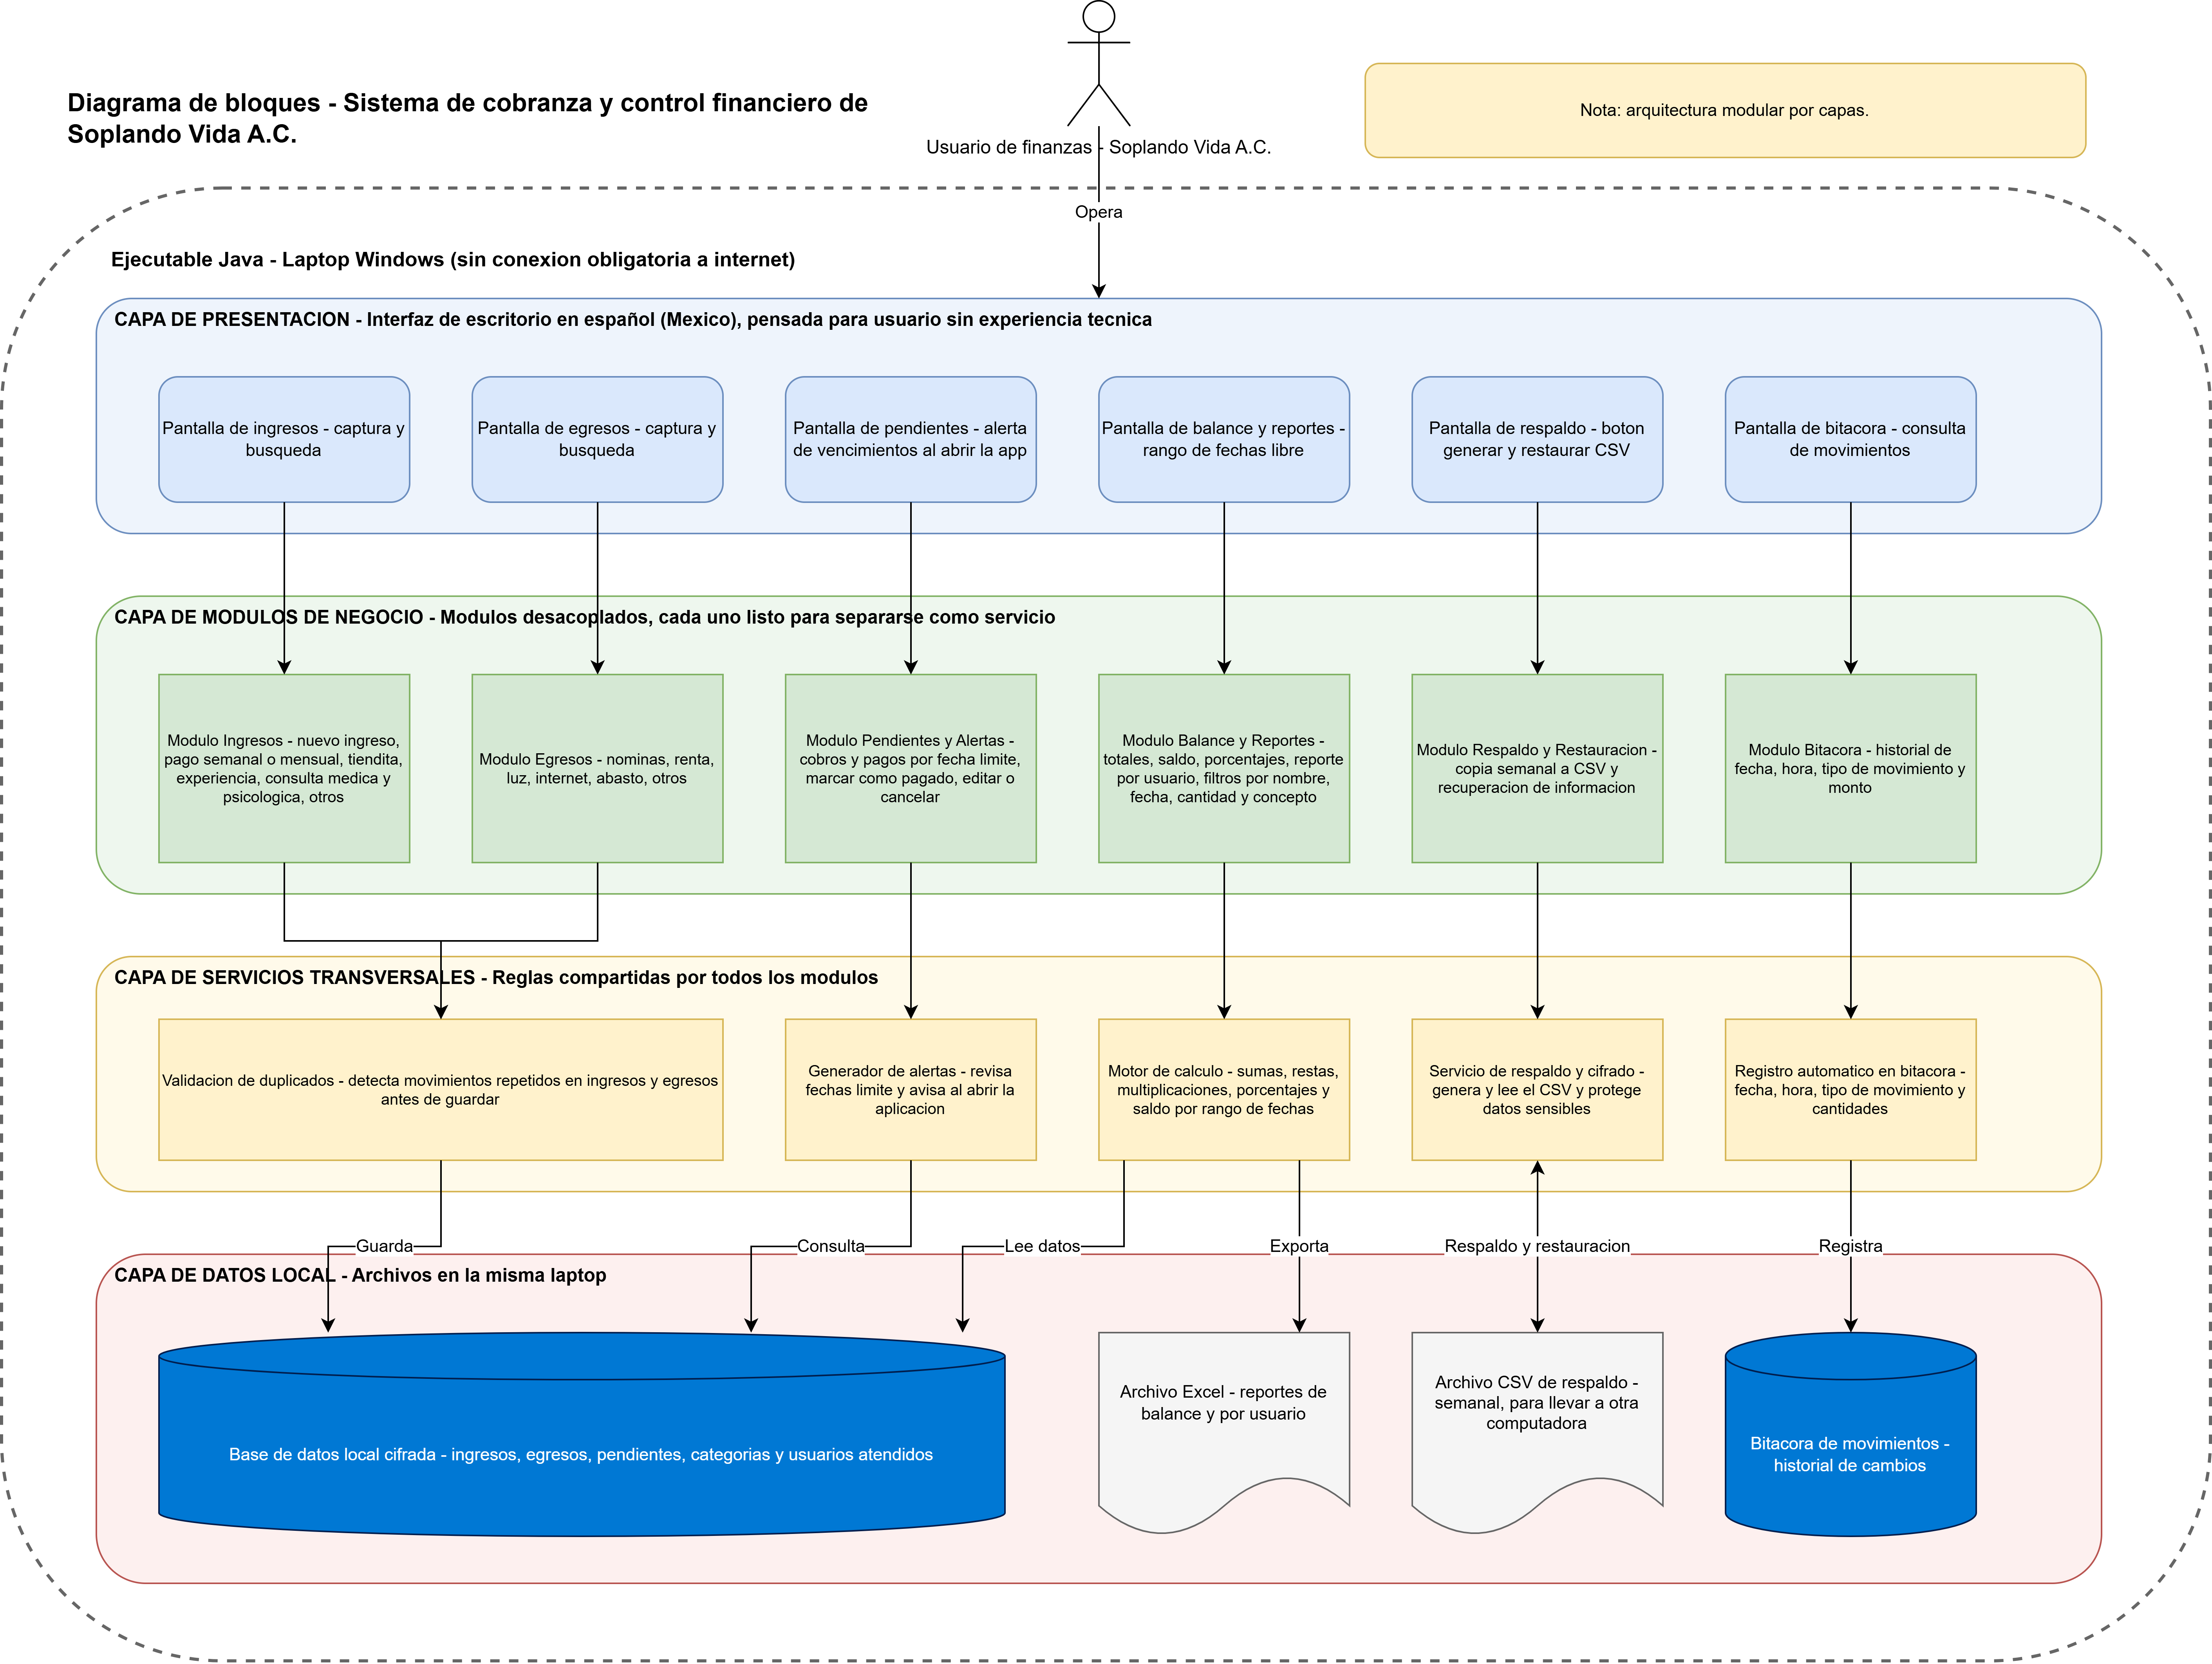 Diagrama de bloques - Sistema de cobranza y control financiero de
Soplando Vida A.C.
Usuario de finanzas - Soplando Vida A.C.
Nota: arquitectura modular por capas.
Opera
Ejecutable Java - Laptop Windows (sin conexion obligatoria a internet)
CAPA DE PRESENTACION - Interfaz de escritorio en español (Mexico), pensada para usuario sin experiencia tecnica
Pantalla de ingresos - captura y
busqueda
Pantalla de egresos - captura y
busqueda
Pantalla de pendientes - alerta
de vencimientos al abrir la app
Pantalla de balance y reportes -
rango de fechas libre
Pantalla de respaldo - boton
generar y restaurar CSV
Pantalla de bitacora - consulta
de movimientos
CAPA DE MODULOS DE NEGOCIO - Modulos desacoplados, cada uno listo para separarse como servicio
Modulo Ingresos - nuevo ingreso,
pago semanal o mensual, tiendita,
experiencia, consulta medica y
psicologica, otros
Modulo Egresos - nominas, renta,
luz, internet, abasto, otros
Modulo Pendientes y Alertas -
cobros y pagos por fecha limite,
marcar como pagado, editar o
cancelar
Modulo Balance y Reportes -
totales, saldo, porcentajes, reporte
por usuario, filtros por nombre,
fecha, cantidad y concepto
Modulo Respaldo y Restauracion -
copia semanal a CSV y
recuperacion de informacion
Modulo Bitacora - historial de
fecha, hora, tipo de movimiento y
monto
CAPA DE SERVICIOS TRANSVERSALES - Reglas compartidas por todos los modulos
Validacion de duplicados - detecta movimientos repetidos en ingresos y egresos
antes de guardar
Generador de alertas - revisa
fechas limite y avisa al abrir la
aplicacion
Motor de calculo - sumas, restas,
multiplicaciones, porcentajes y
saldo por rango de fechas
Servicio de respaldo y cifrado -
genera y lee el CSV y protege
datos sensibles
Registro automatico en bitacora -
fecha, hora, tipo de movimiento y
cantidades
Guarda
Consulta
Lee datos
Exporta
Respaldo y restauracion
Registra
CAPA DE DATOS LOCAL - Archivos en la misma laptop
Base de datos local cifrada - ingresos, egresos, pendientes, categorias y usuarios atendidos
Archivo Excel - reportes de
balance y por usuario
Archivo CSV de respaldo -
semanal, para llevar a otra
computadora
Bitacora de movimientos -
historial de cambios